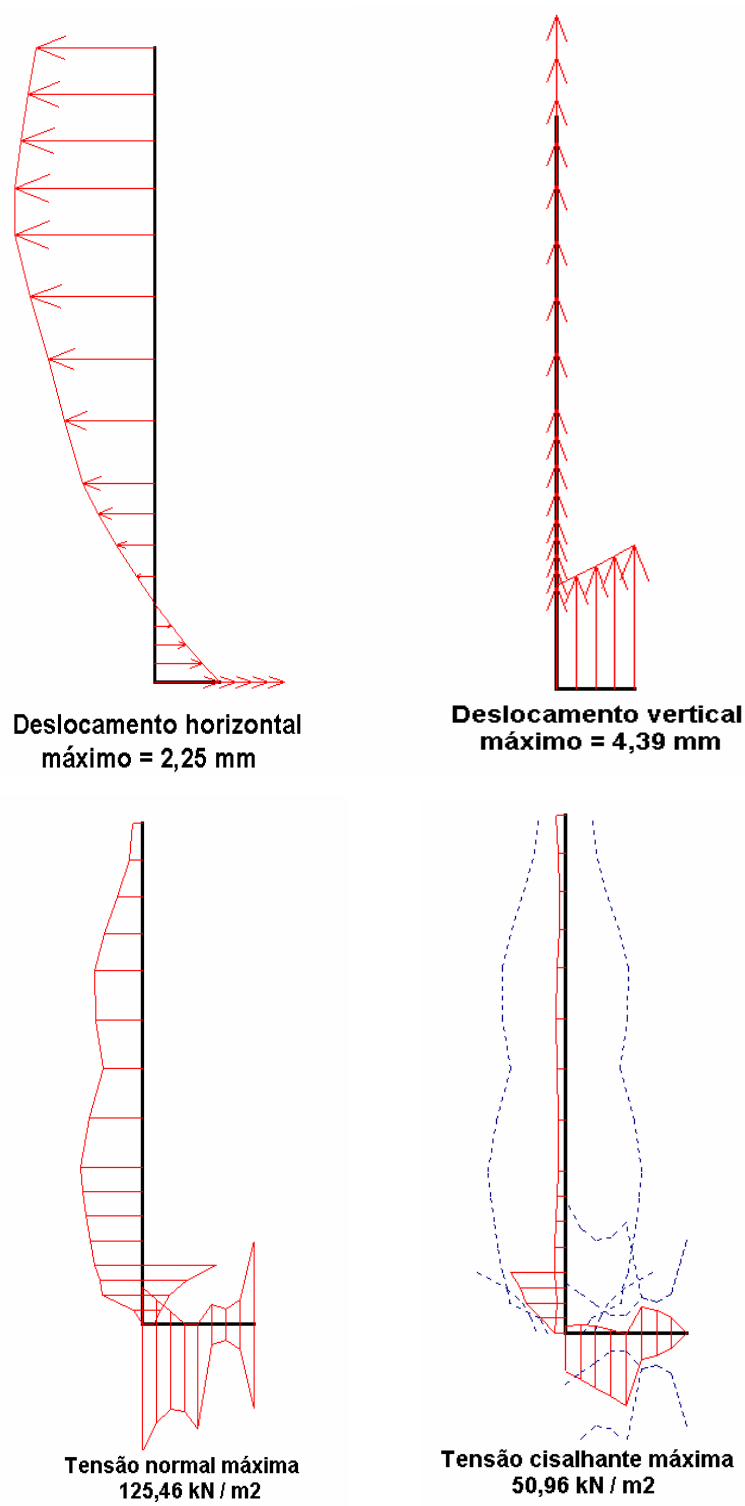 Deslocamento horizontal
máximo = 2,25 mm
Deslocamento vertical
máximo = 4,39 mm
Tensão normal máxima
125,46 kN / m2
Tensão cisalhante máxima
50,96 kN / m2